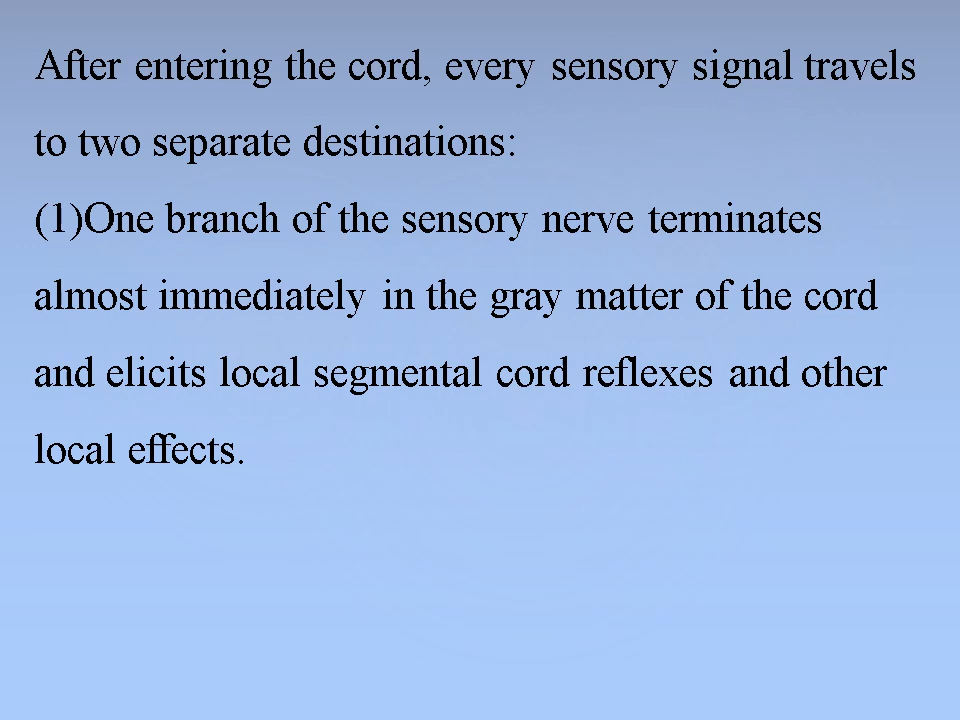 After entering the cord, every sensory signal travels
to two separate destinations:
(1)One branch of the sensory nerve terminates
almost immediately in the gray matter of the cord
and elicits local segmental cord reflexes and other
local effects.